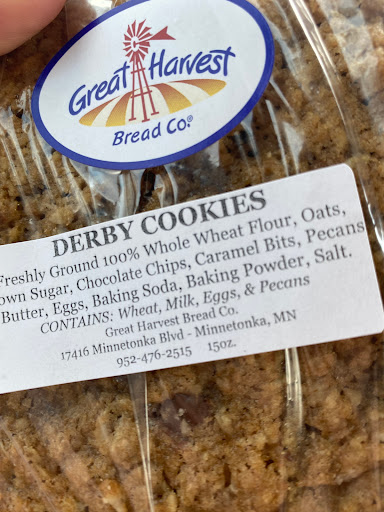 Great Harvest
Bread Co.®
DERBY COOKIES
Freshly Ground 100% Whole Wheat Flour, Oats,
own Sugar, Chocolate Chips, Caramel Bits, Pecans
Butter, Eggs, Baking Soda, Baking Powder, Salt.
CONTAINS: Wheat, Milk, Eggs, & Pecans
Great Harvest Bread Co.
17416 Minnetonka Blvd - Minnetonka, MN
952-476-2515 15oz.